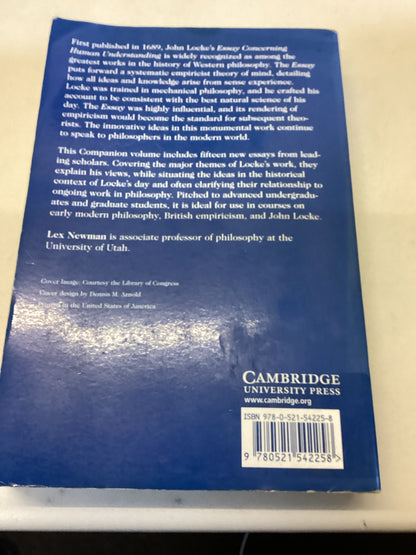 First published in 1689, John Locke's Essay Concerning
Human Understanding is widely recognized as among the
greatest works in the history of Western philosophy. The Essay
puts forward a systematic empiricist theory of mind, detailing
how all ideas and knowledge arise from sense experience.
Locke was trained in mechanical philosophy, and he crafted his
account to be consistent with the best natural science of his
day. The Essay was highly influential, and its rendering of
empiricism would become the standard for subsequent theo-
rists. The innovative ideas in this monumental work continue
to speak to philosophers in the modern world.
This Companion volume includes fifteen new essays from lead-
ing scholars. Covering the major themes of Locke's work, they
explain his views, while situating the ideas in the historical
context of Locke's day and often clarifying their relationship to
ongoing work in philosophy. Pitched to advanced undergradu-
ates and graduate students, it is ideal for use in courses on
early modern philosophy, British empiricism, and John Locke.
Lex Newman is associate professor of philosophy at the
University of Utah.
Cover Image: Courtesy the Library of Congress
Cover design by Dennis M. Arnold
Printed in the United States of America
CAMBRIDGE
UNIVERSITY PRESS
www.cambridge.org
ISBN 978-0-521-54225-8
9 780521 542258 >